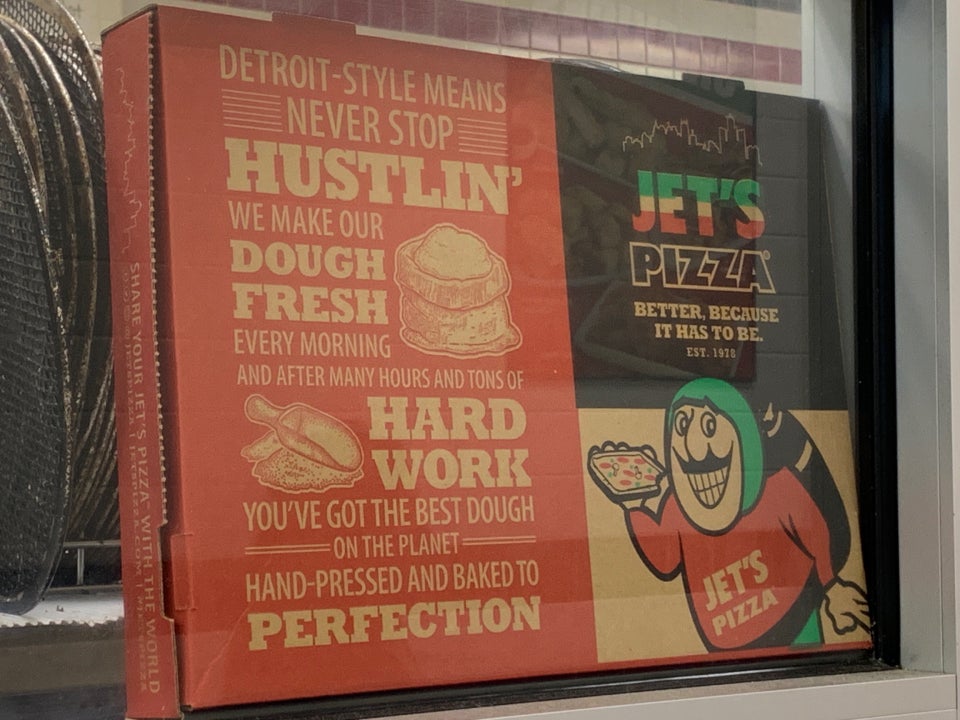 DETROIT-STYLE MEANS
NEVER STOP
HUSTLIN'
WE MAKE OUR
DOUGH
FRESH
EVERY MORNING
AND AFTER MANY HOURS AND TONS OF
HARD
WORK
YOU'VE GOT THE BEST DOUGH
ON THE PLANET
HAND-PRESSED AND BAKED TO
PERFECTION
JET'S
PIZZA®
BETTER, BECAUSE
IT HAS TO BE.
EST. 1978
JET'S
PIZZA
SHARE YOUR JET'S PIZZA WITH THE WORLD
JETSPIZZA.COM